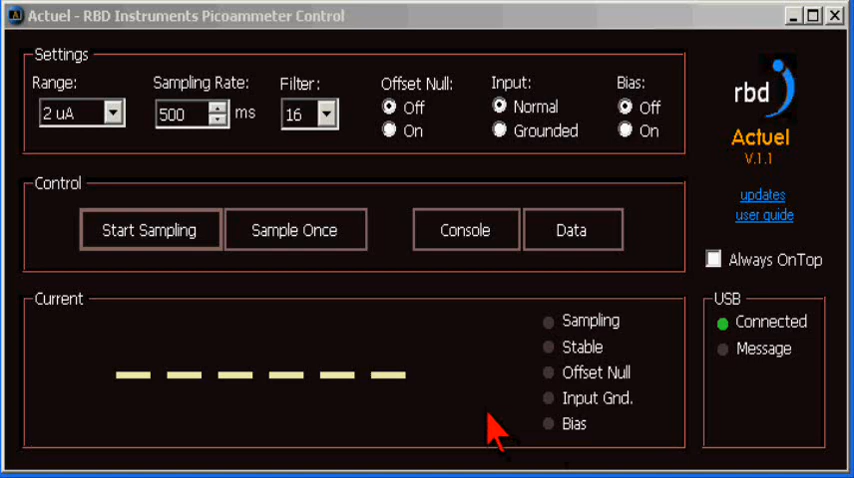 Actuel - RBD Instruments Picoammeter Control
Settings
Range: Sampling Rate: Filter: Offset Null: Input: Bias:
2 uA 500 ms 16 Off Normal Off
On Grounded On
rbd
Actuel
V.1.1
updates
user guide
Control
Start Sampling Sample Once Console Data
Always OnTop
Current
Sampling
Stable
Offset Null
Input Gnd.
Bias
USB
Connected
Message